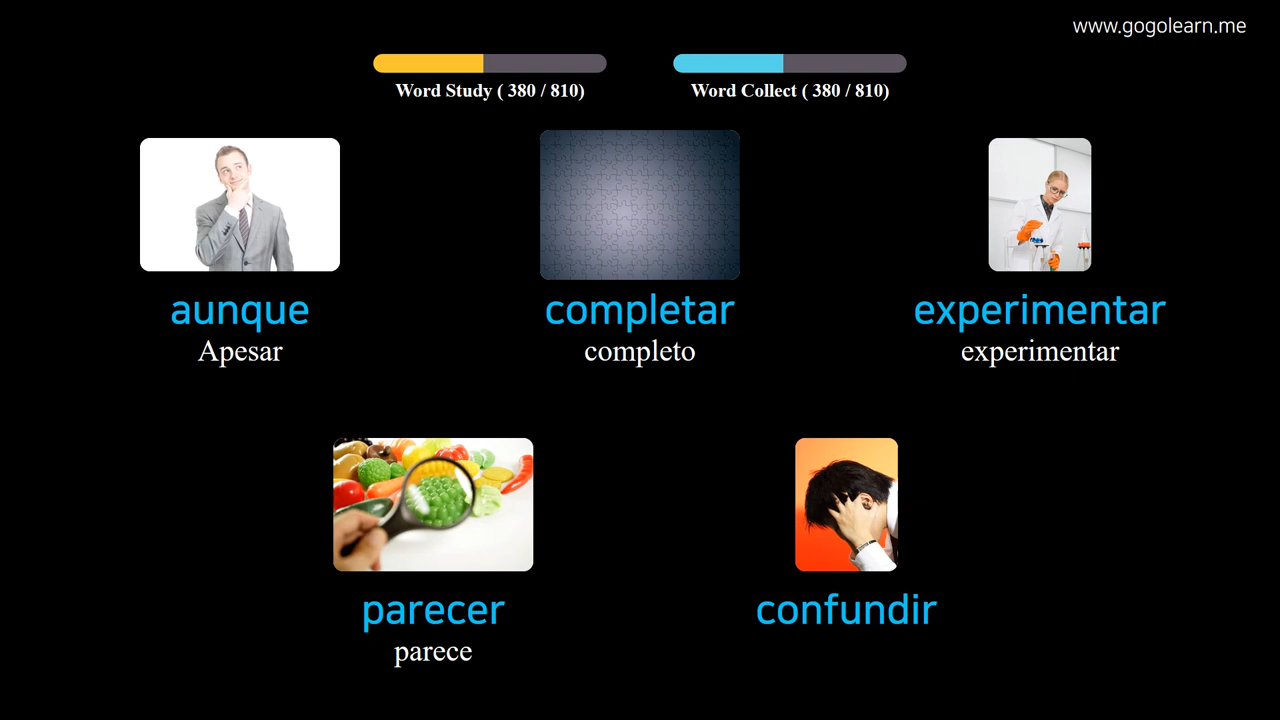 www.gogolearn.me
Word Study ( 380 / 810)
Word Collect ( 380 / 810)
aunque
Apesar
completar
completo
experimentar
experimentar
parecer
parece
confundir